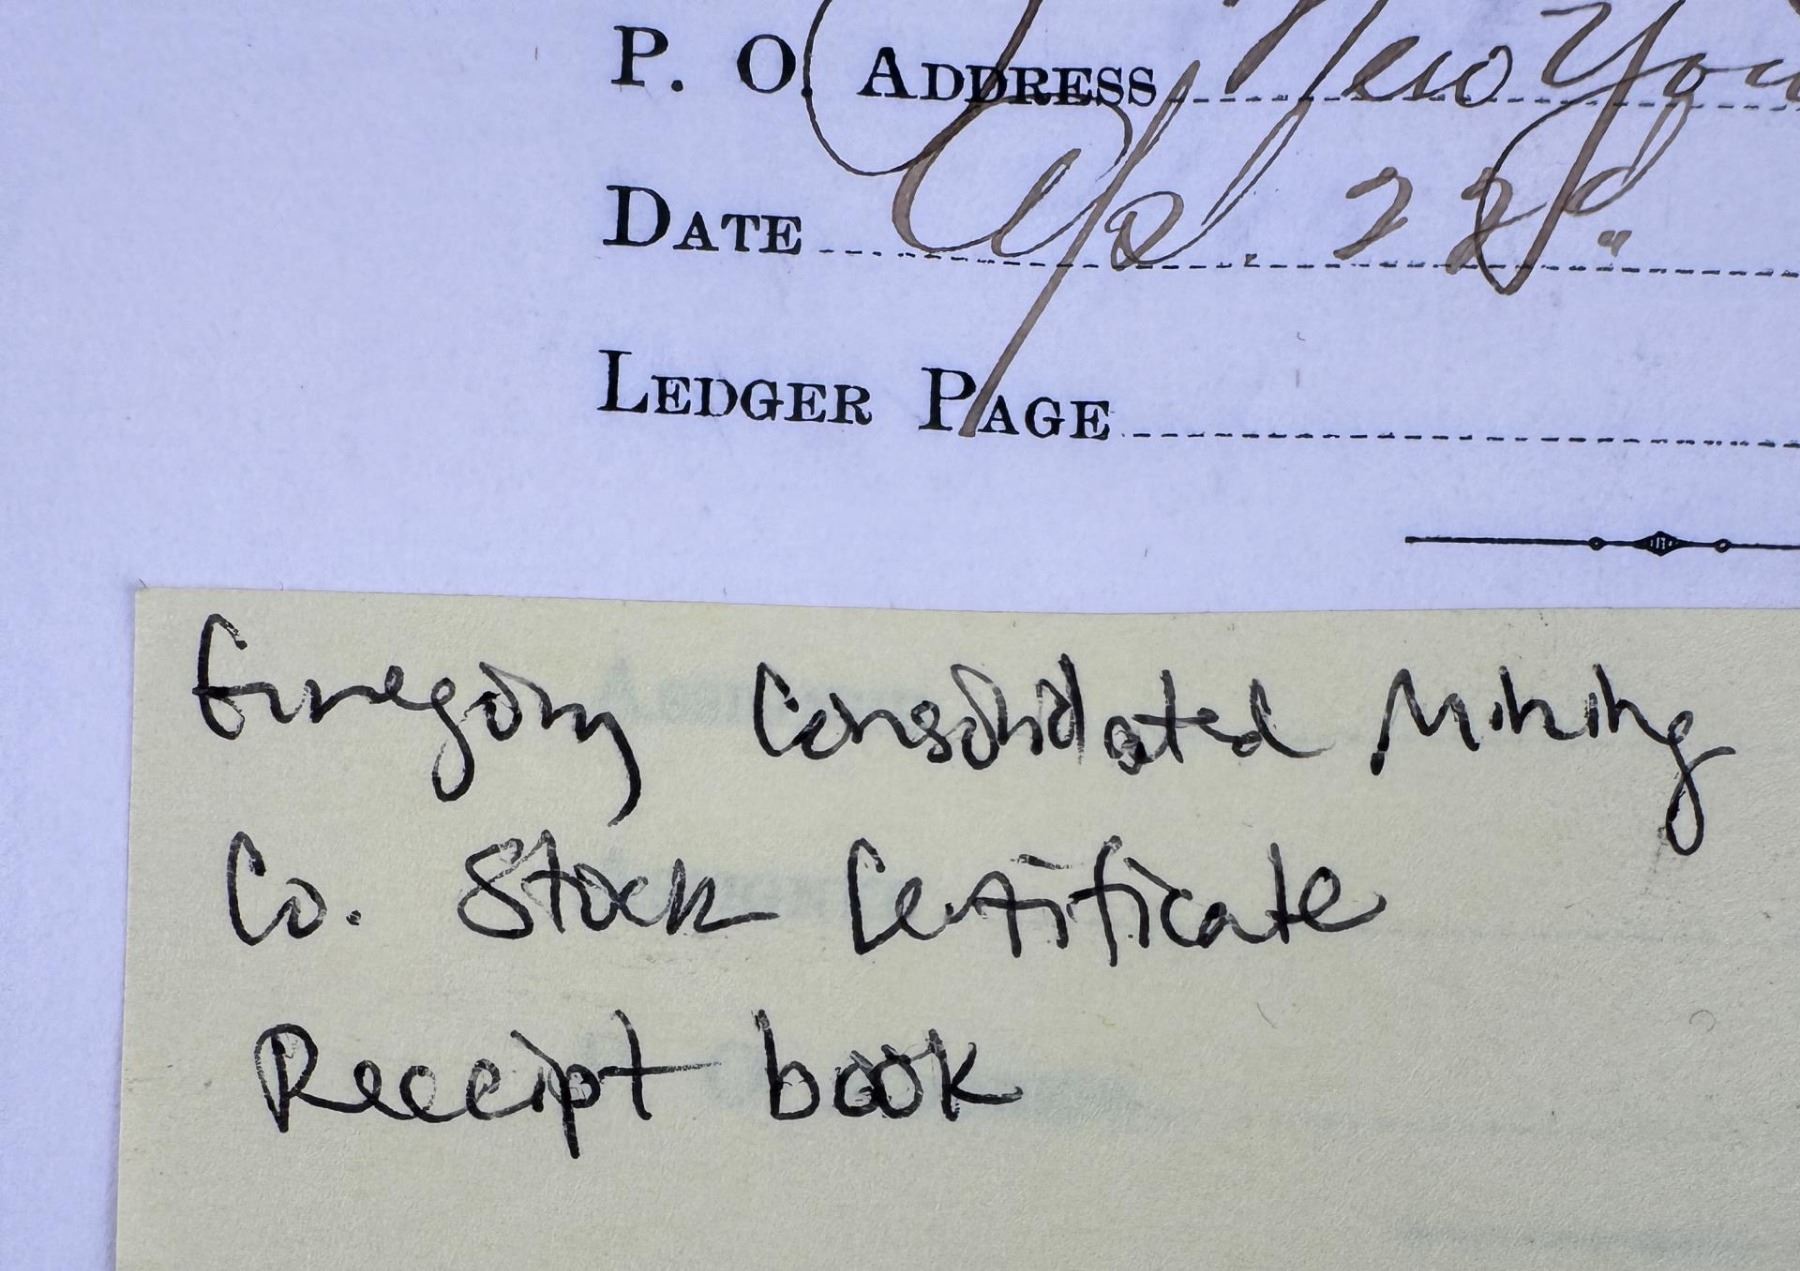 P. O. ADDRESS New York
DATE Apl. 22d.
LEDGER PAGE
Gregory Consolidated Mining
Co. Stock Certificate
Receipt book